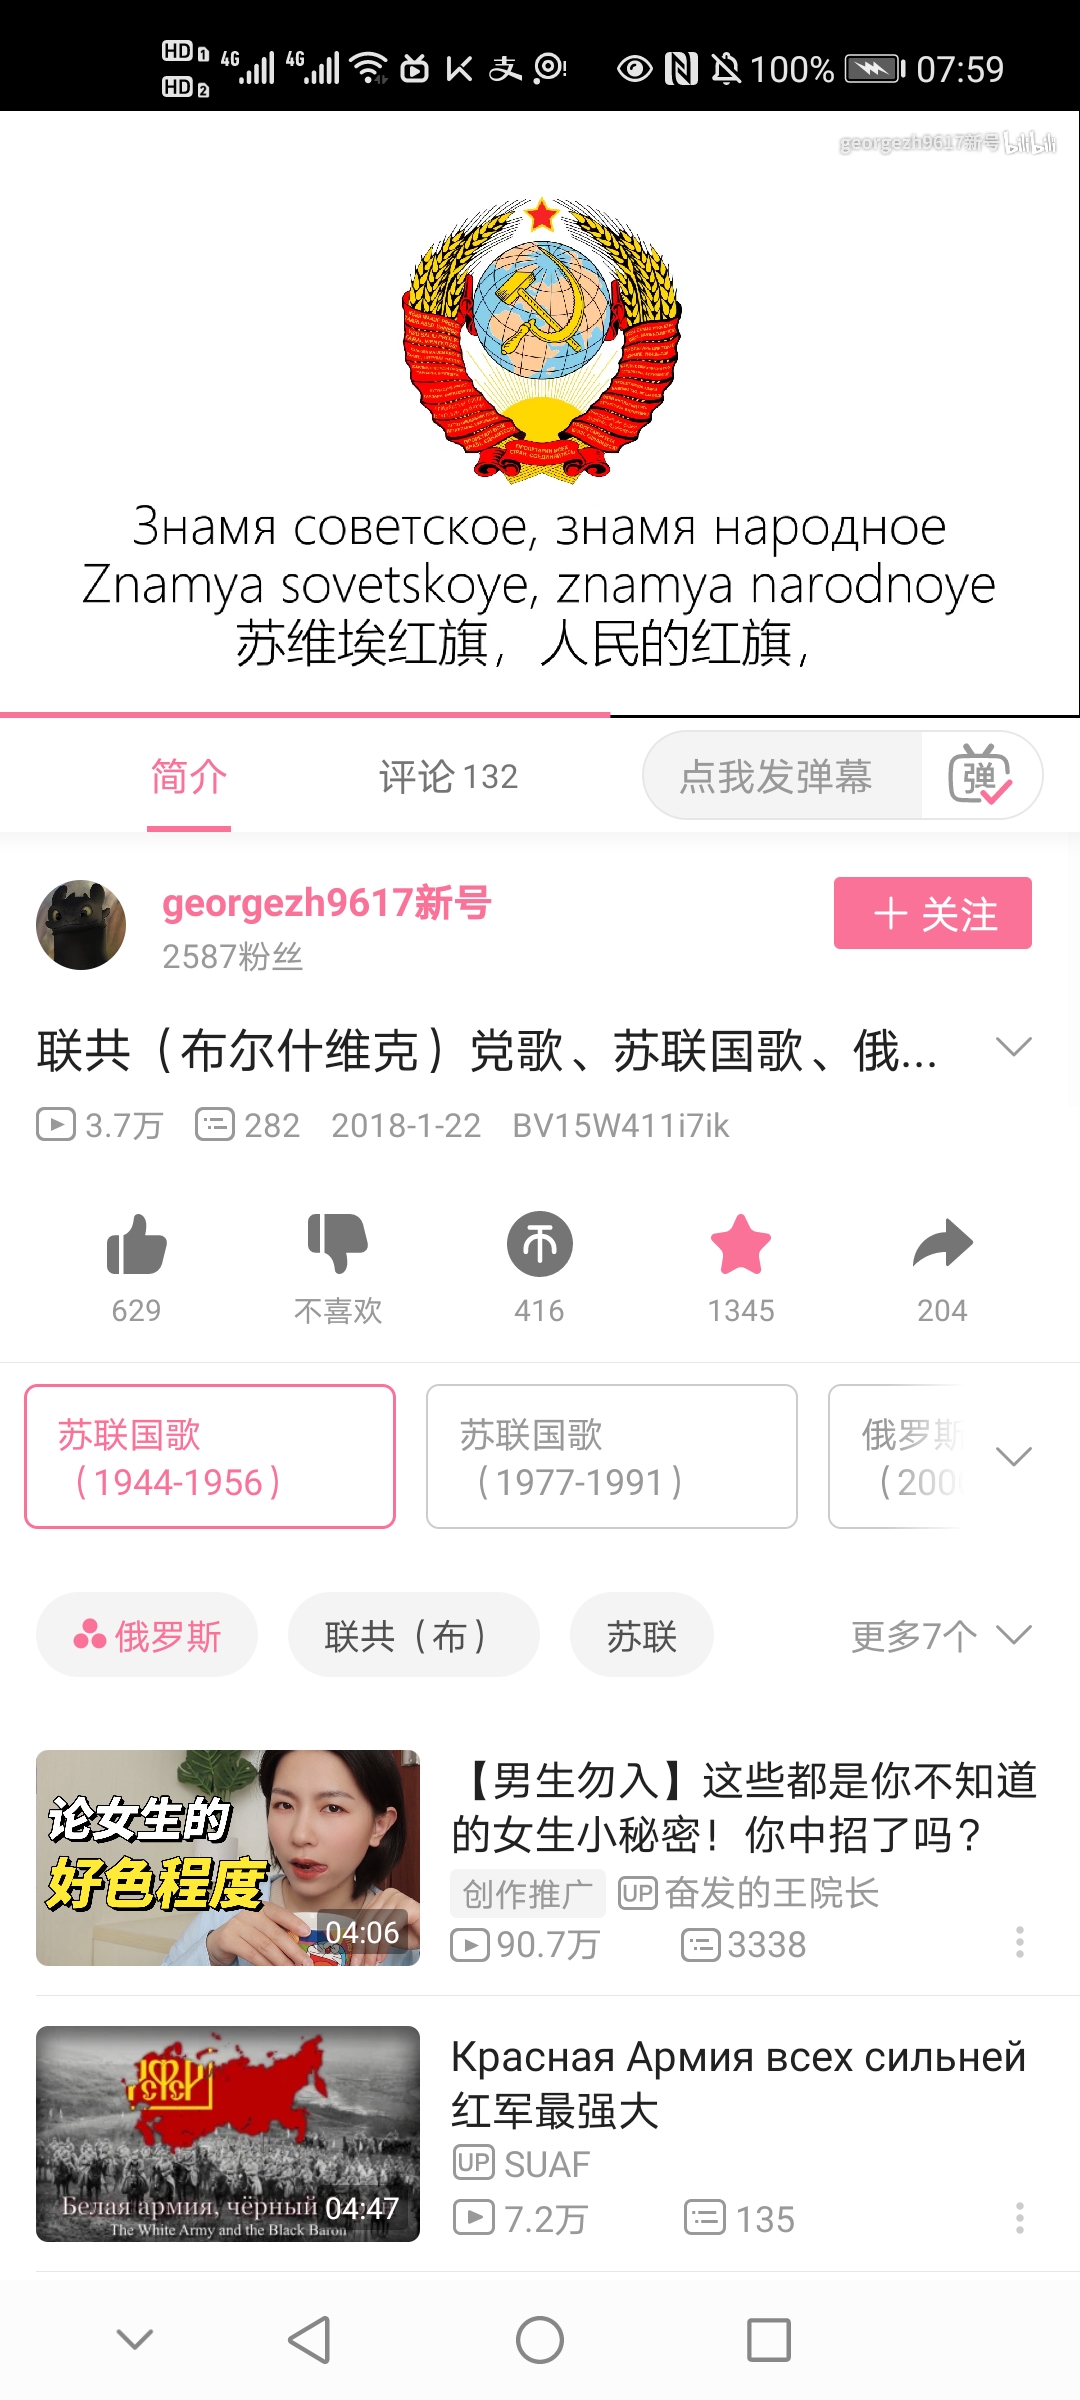 HD 1 4G 4G 100% 07:59
HD 2
georgezh9617新号 bilibili
Знамя советское, знамя народное
Znamya sovetskoye, znamya narodnoye
苏维埃红旗，人民的红旗，
简介 评论 132 点我发弹幕 弹
georgezh9617新号
2587粉丝
＋ 关注
联共（布尔什维克）党歌、苏联国歌、俄...
3.7万 282 2018-1-22 BV15W411i7ik
629 不喜欢 416 1345 204
苏联国歌
（1944-1956）
苏联国歌
（1977-1991）
俄罗斯
（200
俄罗斯 联共（布） 苏联 更多7个
论女生的
好色程度
04:06
【男生勿入】这些都是你不知道
的女生小秘密！你中招了吗？
创作推广 UP 奋发的王院长
90.7万 3338
Белая армия, чёрный
The White Army and the Black Baron
04:47
Красная Армия всех сильней
红军最强大
UP SUAF
7.2万 135